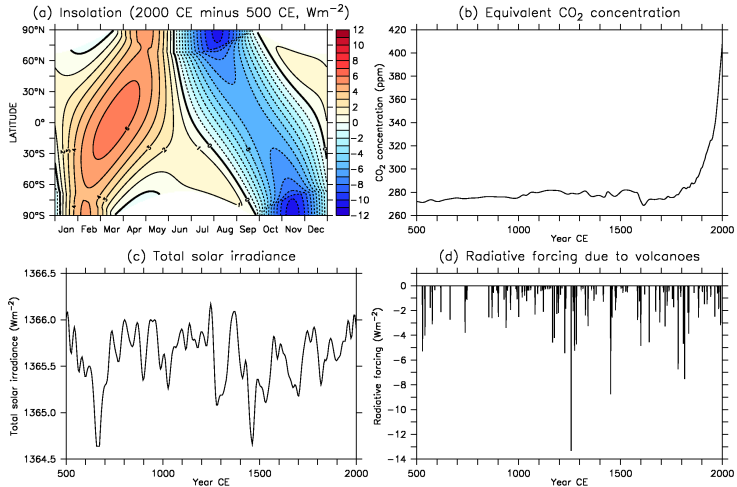 (a) Insolation (2000 CE minus 500 CE, Wm⁻²)
90°N
60°N
30°N
0°
30°S
60°S
90°S
LATITUDE
Jan Feb Mar Apr May Jun Jul Aug Sep Oct Nov Dec
12
10
8
6
4
2
0
-2
-4
-6
-8
-10
-12
(b) Equivalent CO₂ concentration
420
400
380
360
340
320
300
280
260
CO₂ concentration (ppm)
500 1000 1500 2000
Year CE
(c) Total solar irradiance
1366.5
1366.0
1365.5
1365.0
1364.5
Total solar irradiance (Wm⁻²)
500 1000 1500 2000
Year CE
(d) Radiative forcing due to volcanoes
0
-2
-4
-6
-8
-10
-12
-14
Radiative forcing (Wm⁻²)
500 1000 1500 2000
Year CE